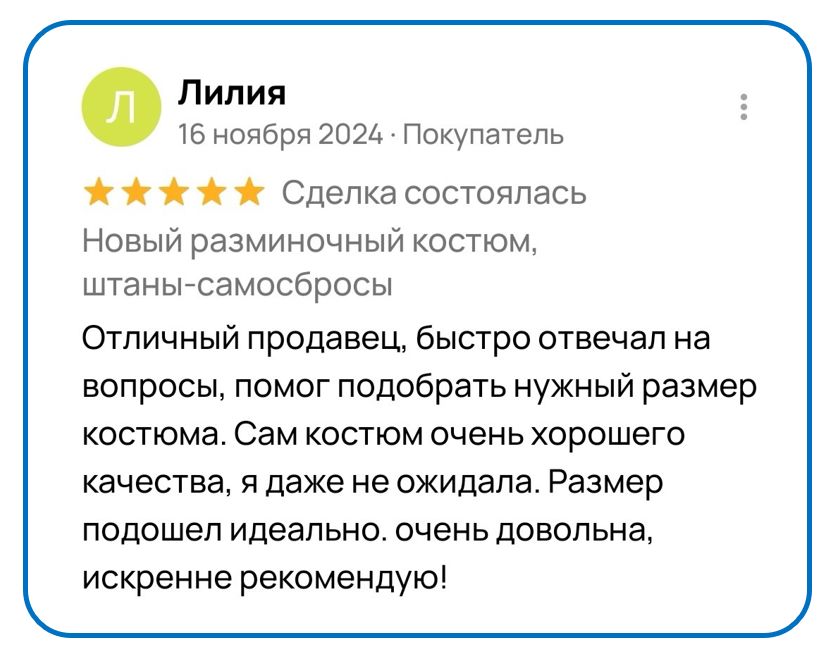 Л
Лилия
16 ноября 2024 · Покупатель
Сделка состоялась
Новый разминочный костюм,
штаны-самосбросы
Отличный продавец, быстро отвечал на
вопросы, помог подобрать нужный размер
костюма. Сам костюм очень хорошего
качества, я даже не ожидала. Размер
подошел идеально. очень довольна,
искренне рекомендую!